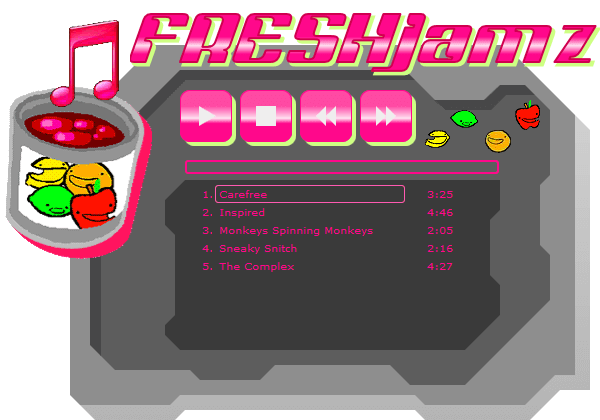 FRESHJamz
1. Carefree 3:25
2. Inspired 4:46
3. Monkeys Spinning Monkeys 2:05
4. Sneaky Snitch 2:16
5. The Complex 4:27